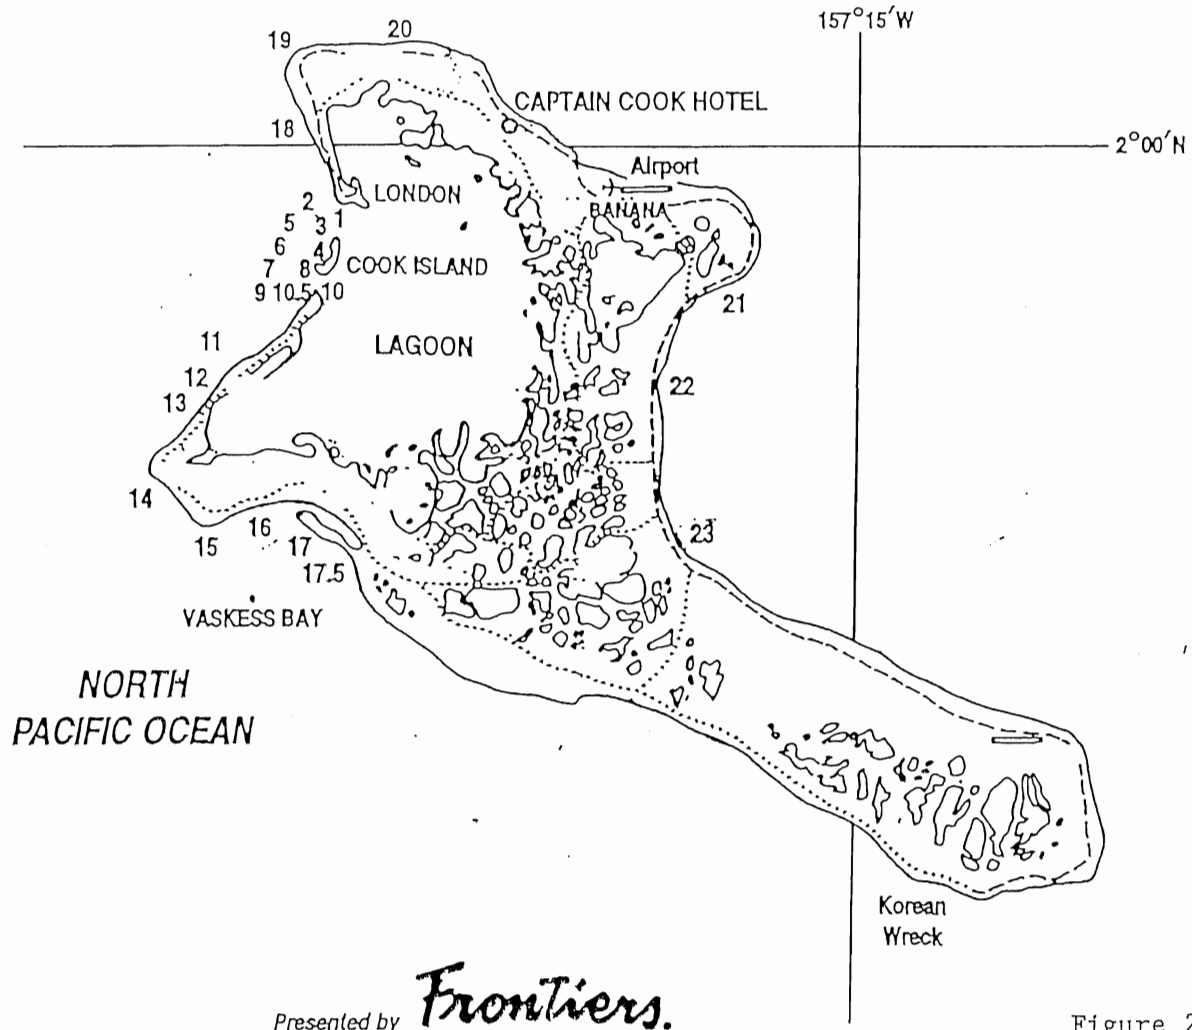 157°15'W
20
19
CAPTAIN COOK HOTEL
18
2°00'N
Airport
LONDON
2
1
BANANA
5
3
6
4
7
8
COOK ISLAND
9 10.5 10
21
11
LAGOON
12
22
13
14
16
15
17
23
17.5
VASKESS BAY
NORTH
PACIFIC OCEAN
Korean
Wreck
Presented by Frontiers.
Figure 2